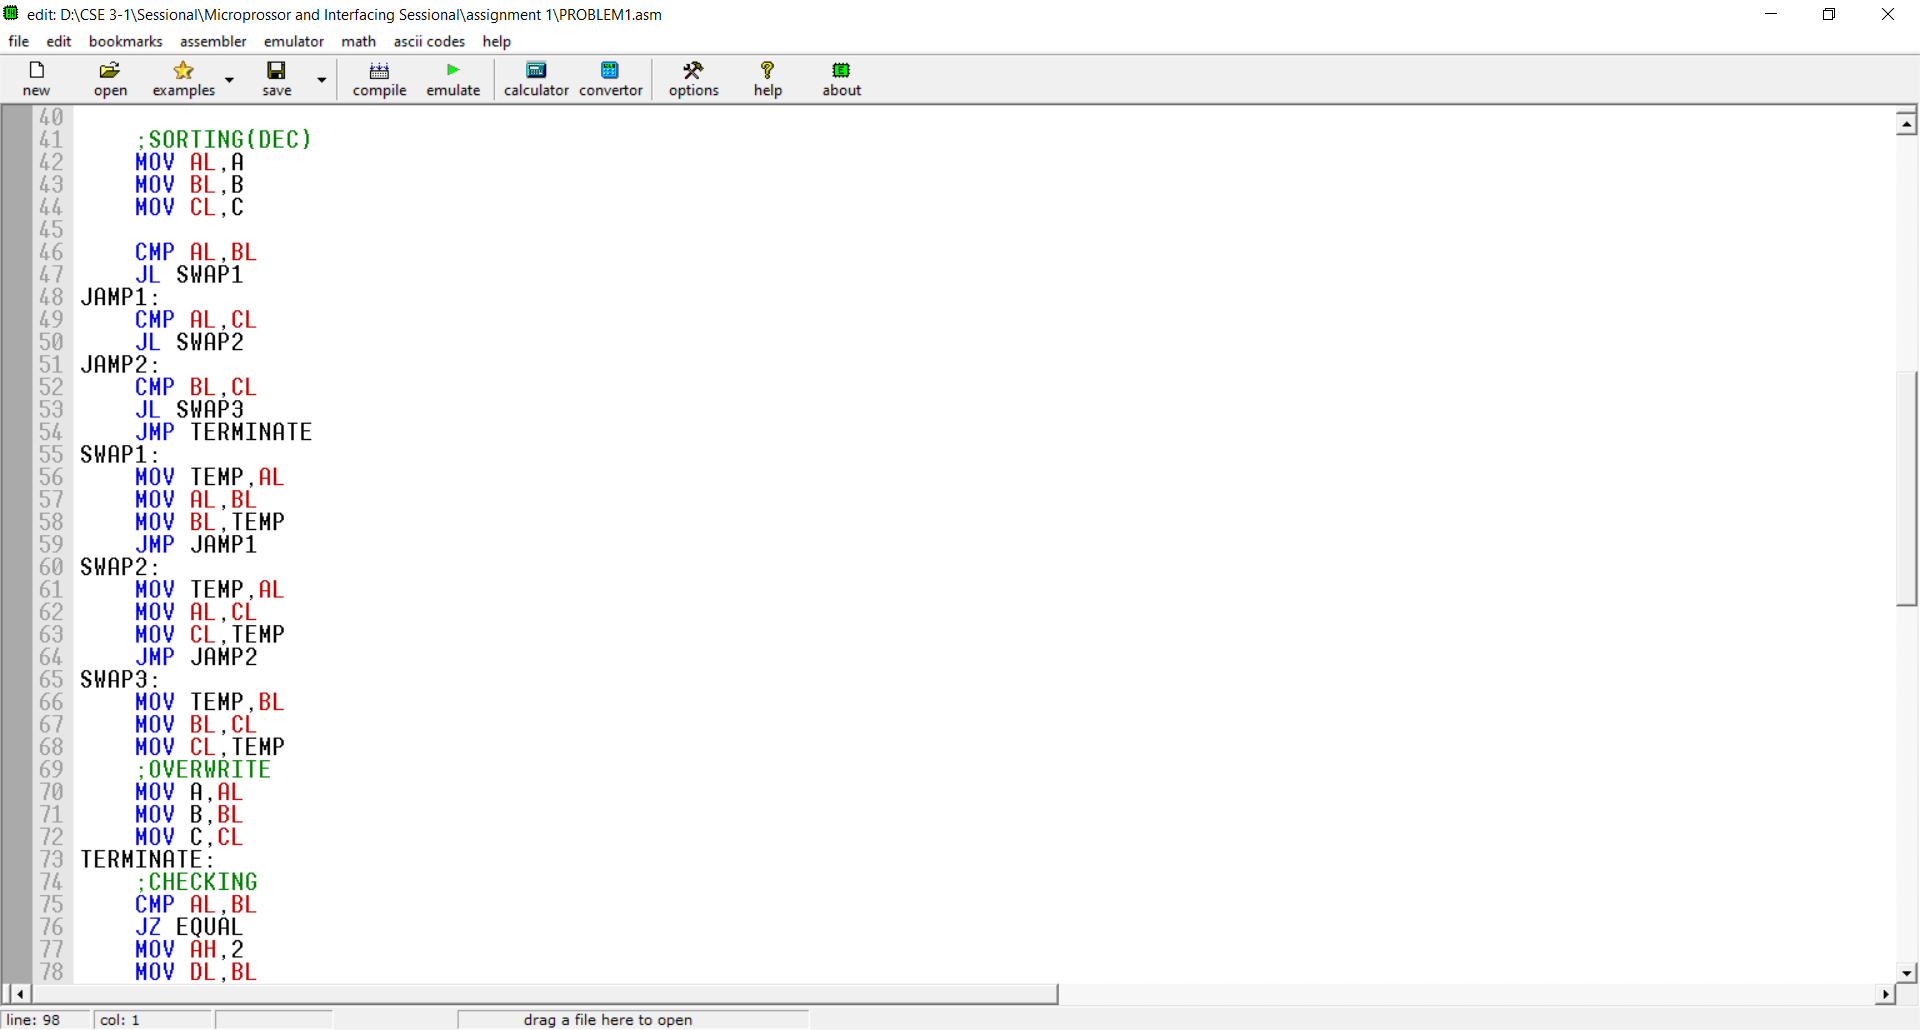 edit: D:\CSE 3-1\Sessional\Microprossor and Interfacing Sessional\assignment 1\PROBLEM1.asm
file edit bookmarks assembler emulator math ascii codes help
new open examples save compile emulate calculator convertor options help about
40
41 ;SORTING(DEC)
42 MOV AL,A
43 MOV BL,B
44 MOV CL,C
45
46 CMP AL,BL
47 JL SWAP1
48 JAMP1:
49 CMP AL,CL
50 JL SWAP2
51 JAMP2:
52 CMP BL,CL
53 JL SWAP3
54 JMP TERMINATE
55 SWAP1:
56 MOV TEMP,AL
57 MOV AL,BL
58 MOV BL,TEMP
59 JMP JAMP1
60 SWAP2:
61 MOV TEMP,AL
62 MOV AL,CL
63 MOV CL,TEMP
64 JMP JAMP2
65 SWAP3:
66 MOV TEMP,BL
67 MOV BL,CL
68 MOV CL,TEMP
69 ;OVERWRITE
70 MOV A,AL
71 MOV B,BL
72 MOV C,CL
73 TERMINATE:
74 ;CHECKING
75 CMP AL,BL
76 JZ EQUAL
77 MOV AH,2
78 MOV DL,BL
line: 98 col: 1 drag a file here to open